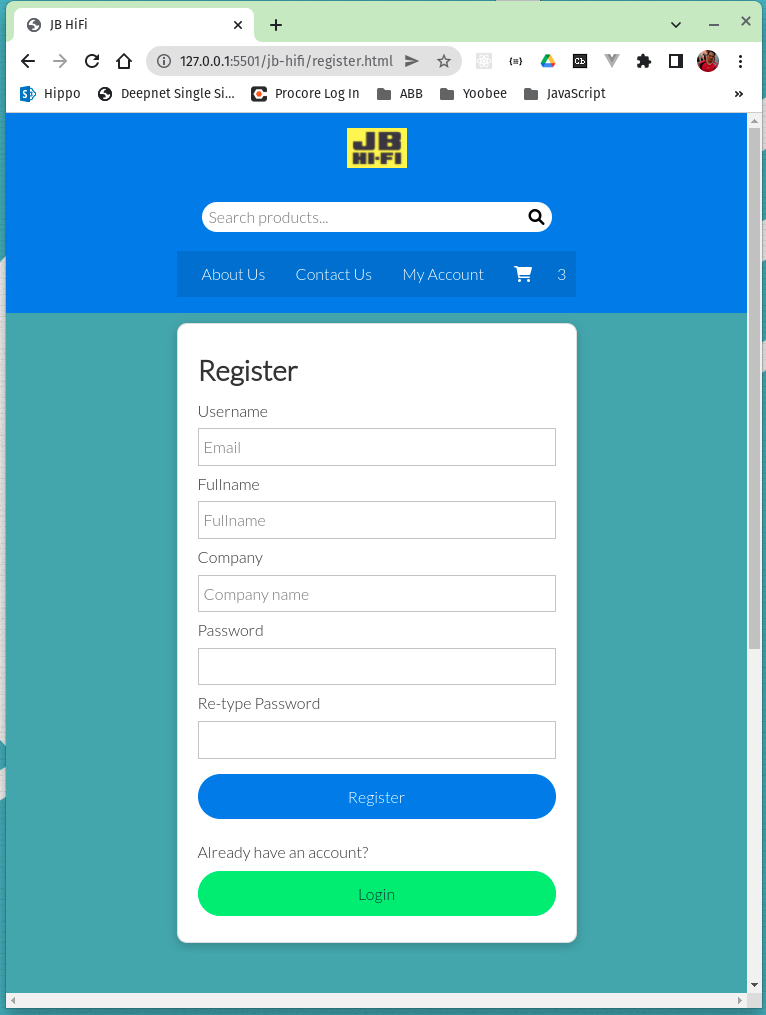 JB HiFi
127.0.0.1:5501/jb-hifi/register.html
Hippo
Deepnet Single Si...
Procore Log In
ABB
Yoobee
JavaScript
»
JB
HI-FI
Search products...
About Us
Contact Us
My Account
3
Register
Username
Email
Fullname
Fullname
Company
Company name
Password
Re-type Password
Register
Already have an account?
Login